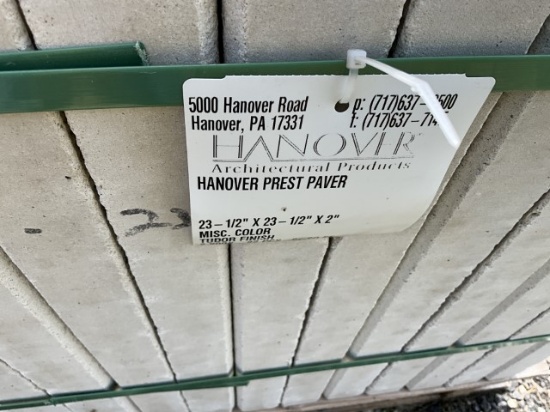 5000 Hanover Road
Hanover, PA 17331
p: (717)637-
f: (717)637-
HANOVER®
Architectural Products
HANOVER PREST PAVER
23-1/2" X 23-1/2" X 2"
MISC. COLOR
TUDOR FINISH